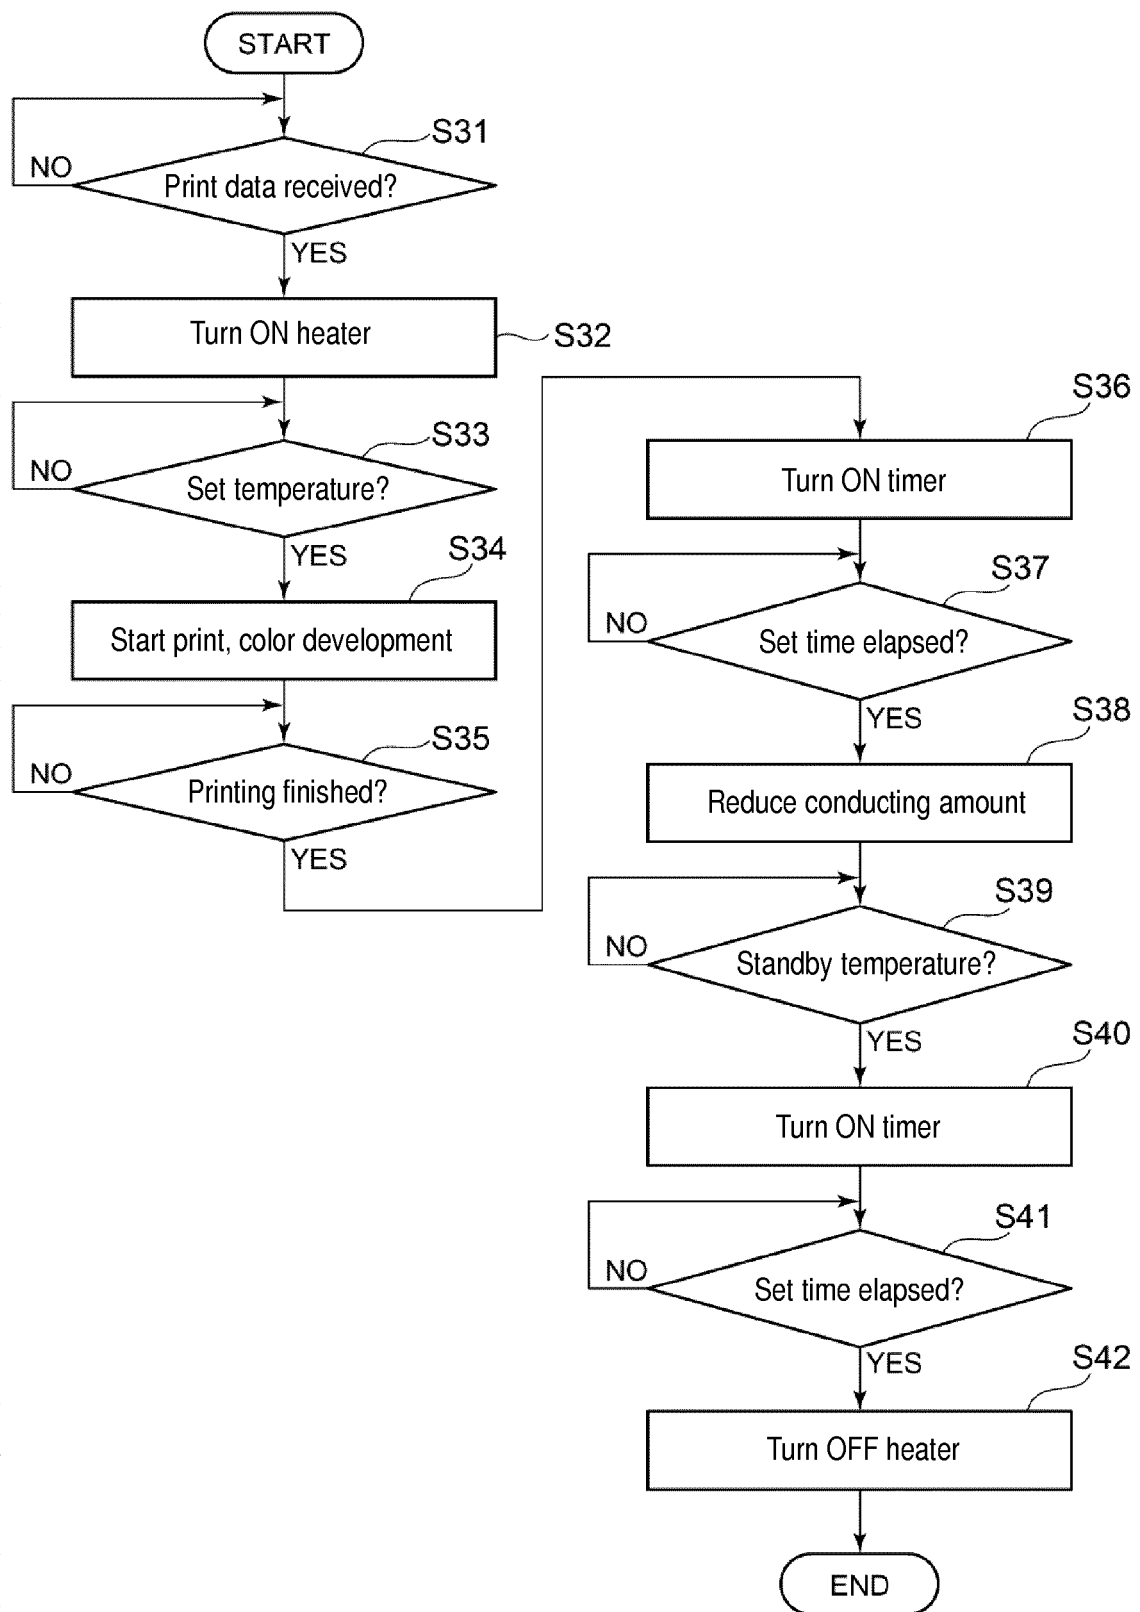 START
S31
NO
Print data received?
YES
Turn ON heater
S32
S33
NO
Set temperature?
YES
S34
Start print, color development
S35
NO
Printing finished?
YES
S36
Turn ON timer
S37
NO
Set time elapsed?
YES
S38
Reduce conducting amount
S39
NO
Standby temperature?
YES
S40
Turn ON timer
S41
NO
Set time elapsed?
YES
S42
Turn OFF heater
END